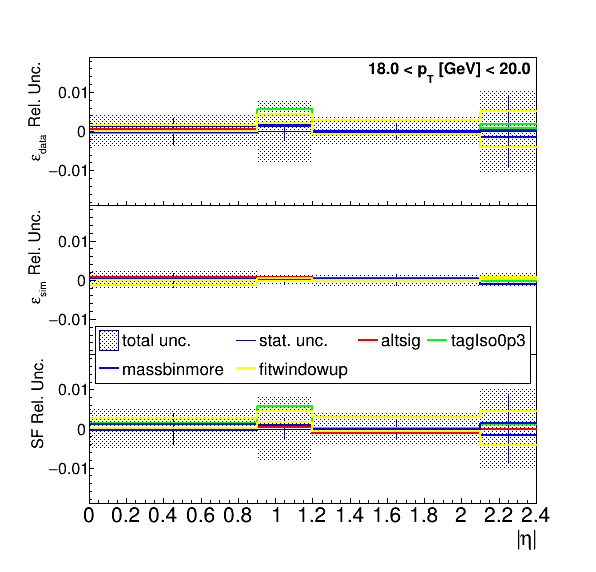 18.0 < pT [GeV] < 20.0
εdata Rel. Unc.
0.01
0
−0.01
εsim Rel. Unc.
0.01
0
−0.01
total unc. stat. unc. altsig tagIso0p3
massbinmore fitwindowup
SF Rel. Unc.
0.01
0
−0.01
0 0.2 0.4 0.6 0.8 1 1.2 1.4 1.6 1.8 2 2.2 2.4
|η|